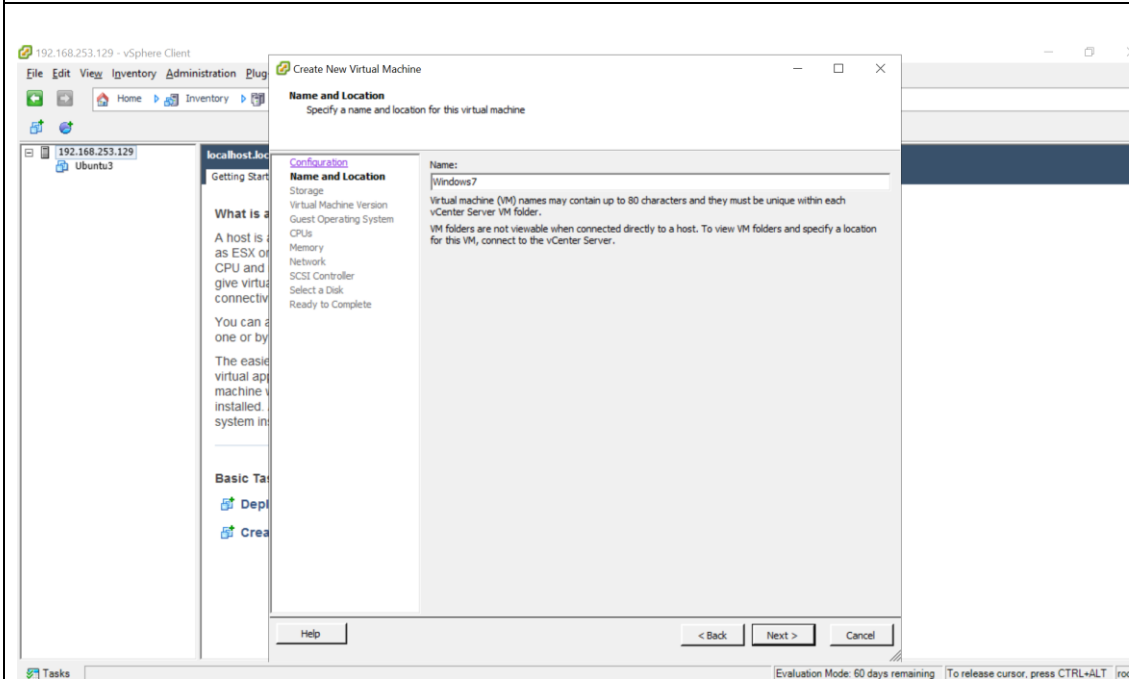 192.168.253.129 - vSphere Client
File Edit View Inventory Administration Plug
Home Inventory
192.168.253.129
Ubuntu3
localhost.loc
Getting Start
What is a
A host is a
as ESX or
CPU and
give virtua
connectiv
You can a
one or by
The easie
virtual app
machine v
installed.
system ins
Basic Tas
Depl
Crea
Create New Virtual Machine
Name and Location
Specify a name and location for this virtual machine
Configuration
Name and Location
Storage
Virtual Machine Version
Guest Operating System
CPUs
Memory
Network
SCSI Controller
Select a Disk
Ready to Complete
Name:
Windows7
Virtual machine (VM) names may contain up to 80 characters and they must be unique within each
vCenter Server VM folder.
VM folders are not viewable when connected directly to a host. To view VM folders and specify a location
for this VM, connect to the vCenter Server.
Help
< Back Next > Cancel
Tasks
Evaluation Mode: 60 days remaining To release cursor, press CTRL+ALT roo